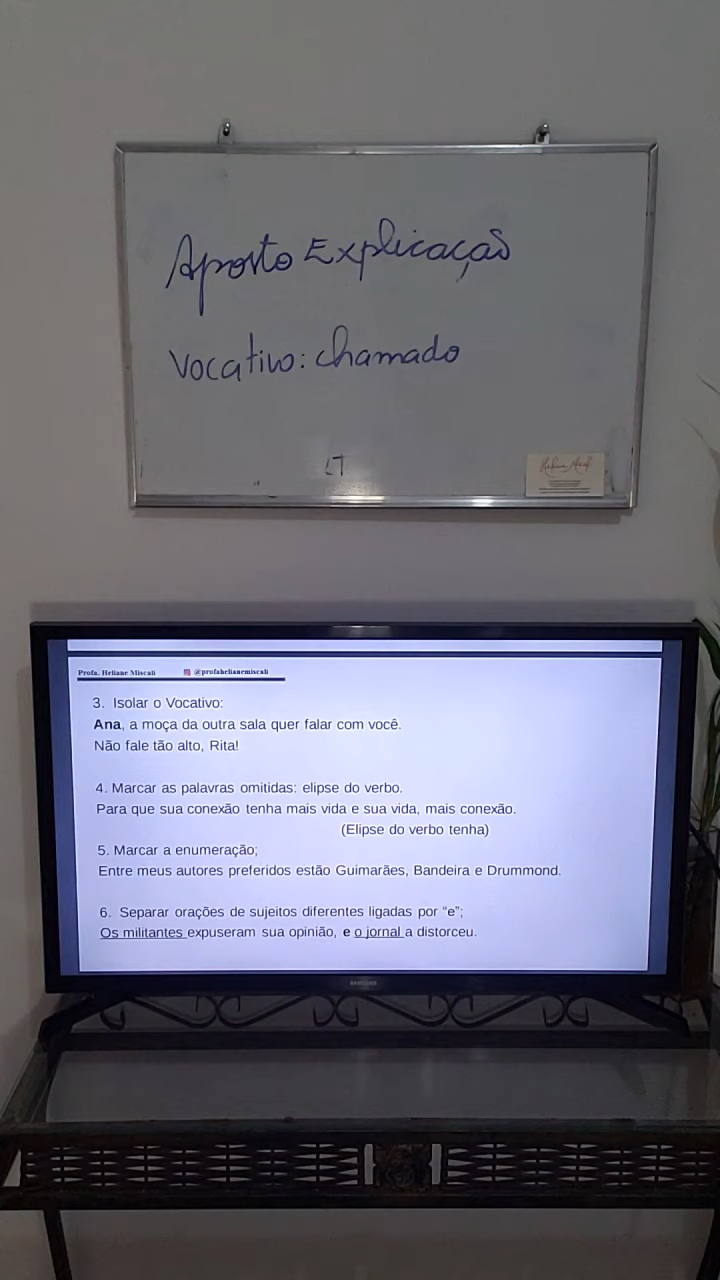 Aposto Explicação
Vocativo: chamado
LT
Profa. Heliane Miscali @profahelianemiscali
3. Isolar o Vocativo:
Ana, a moça da outra sala quer falar com você.
Não fale tão alto, Rita!
4. Marcar as palavras omitidas: elipse do verbo.
Para que sua conexão tenha mais vida e sua vida, mais conexão.
(Elipse do verbo tenha)
5. Marcar a enumeração;
Entre meus autores preferidos estão Guimarães, Bandeira e Drummond.
6. Separar orações de sujeitos diferentes ligadas por “e”;
Os militantes expuseram sua opinião, e o jornal a distorceu.
SAMSUNG